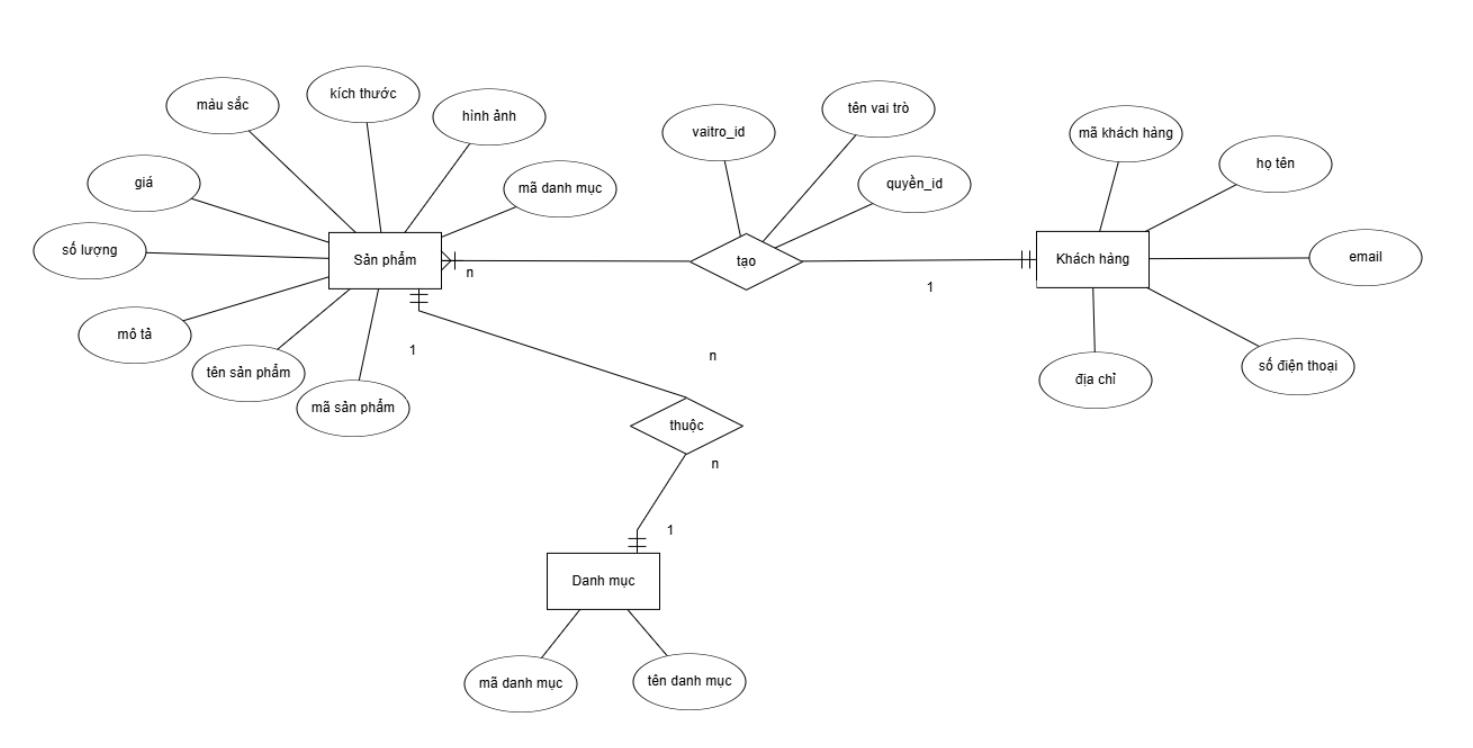 kích thước
màu sắc
hình ảnh
tên vai trò
vaitro_id
mã khách hàng
họ tên
giá
mã danh mục
quyền_id
số lượng
Sản phẩm
n
tạo
1
Khách hàng
email
mô tả
1
n
tên sản phẩm
mã sản phẩm
địa chỉ
số điện thoại
thuộc
n
1
Danh mục
mã danh mục
tên danh mục